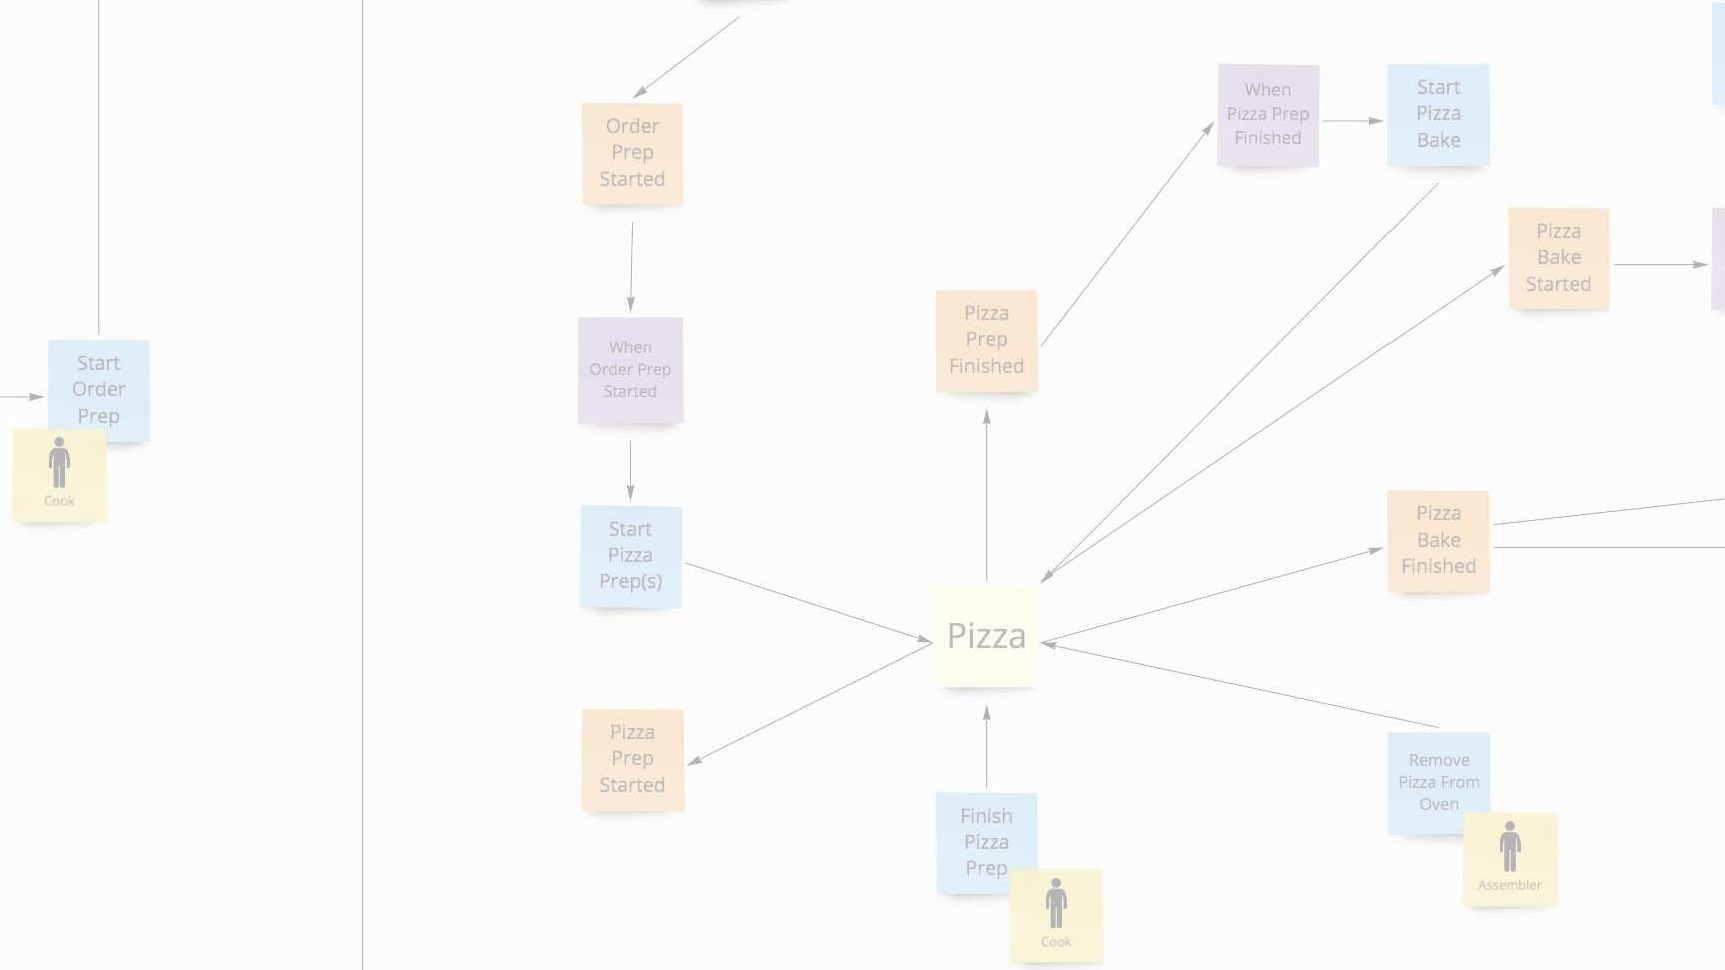 Order
Prep
Started
When
Pizza Prep
Finished
Start
Pizza
Bake
Pizza
Bake
Started
Pizza
Prep
Finished
When
Order Prep
Started
Start
Order
Prep
Cook
Start
Pizza
Prep(s)
Pizza
Bake
Finished
Pizza
Pizza
Prep
Started
Remove
Pizza From
Oven
Assembler
Finish
Pizza
Prep
Cook